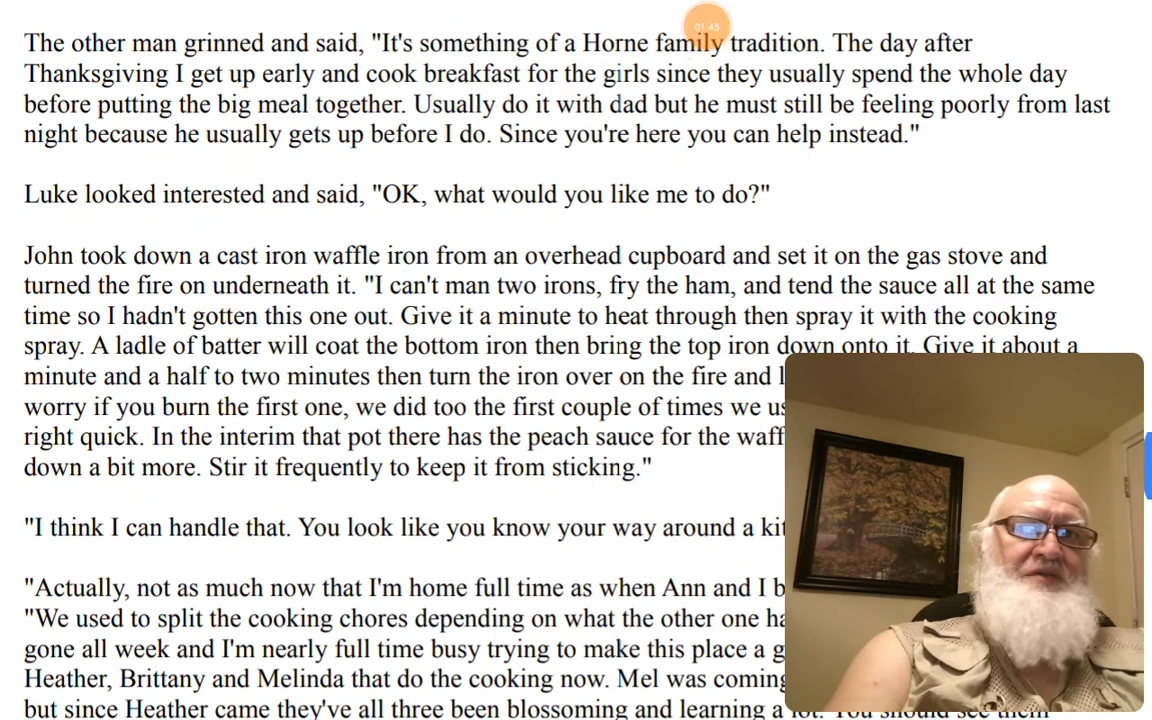 01:45
The other man grinned and said, "It's something of a Horne family tradition. The day after
Thanksgiving I get up early and cook breakfast for the girls since they usually spend the whole day
before putting the big meal together. Usually do it with dad but he must still be feeling poorly from last
night because he usually gets up before I do. Since you're here you can help instead."
Luke looked interested and said, "OK, what would you like me to do?"
John took down a cast iron waffle iron from an overhead cupboard and set it on the gas stove and
turned the fire on underneath it. "I can't man two irons, fry the ham, and tend the sauce all at the same
time so I hadn't gotten this one out. Give it a minute to heat through then spray it with the cooking
spray. A ladle of batter will coat the bottom iron then bring the top iron down onto it. Give it about a
minute and a half to two minutes then turn the iron over on the fire and
worry if you burn the first one, we did too the first couple of times we
right quick. In the interim that pot there has the peach sauce for the
down a bit more. Stir it frequently to keep it from sticking."
"I think I can handle that. You look like you know your way around a
"Actually, not as much now that I'm home full time as when Ann and I
"We used to split the cooking chores depending on what the other one
gone all week and I'm nearly full time busy trying to make this place a
Heather, Brittany and Melinda that do the cooking now. Mel was coming
but since Heather came they've all three been blossoming and learning a lot. You should see them